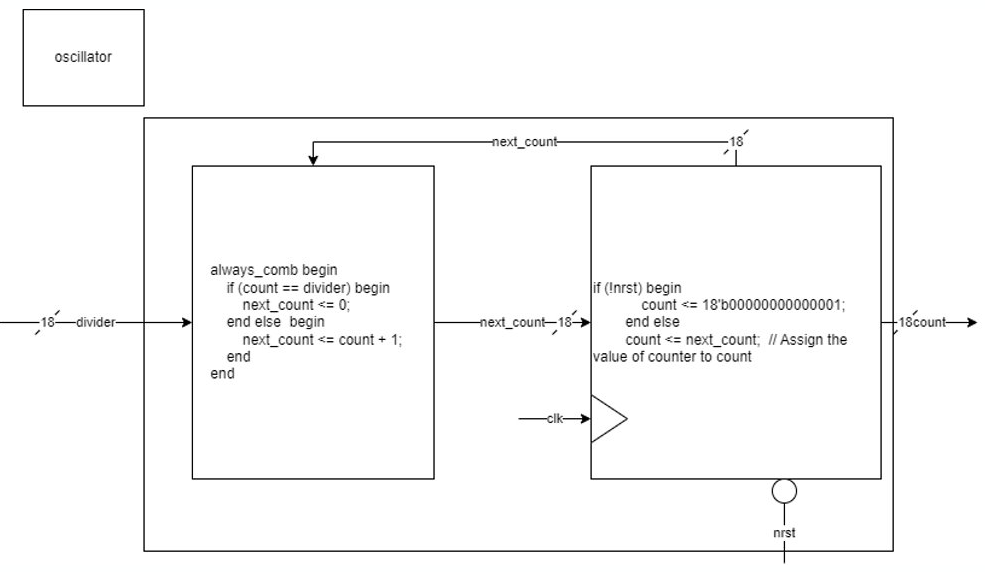 oscillator
next_count
18
always_comb begin
if (count == divider) begin
next_count <= 0;
end else begin
next_count <= count + 1;
end
end
18
divider
next_count
18
if (!nrst) begin
count <= 18'b00000000000001;
end else
count <= next_count; // Assign the
value of counter to count
18
count
clk
nrst